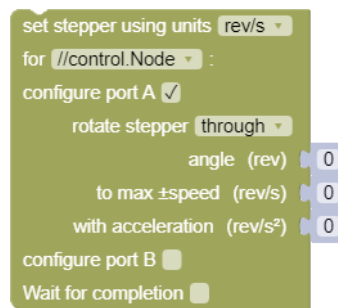 set stepper using units rev/s
for //control.Node :
configure port A
rotate stepper through
angle (rev) 0
to max ±speed (rev/s) 0
with acceleration (rev/s²) 0
configure port B
Wait for completion